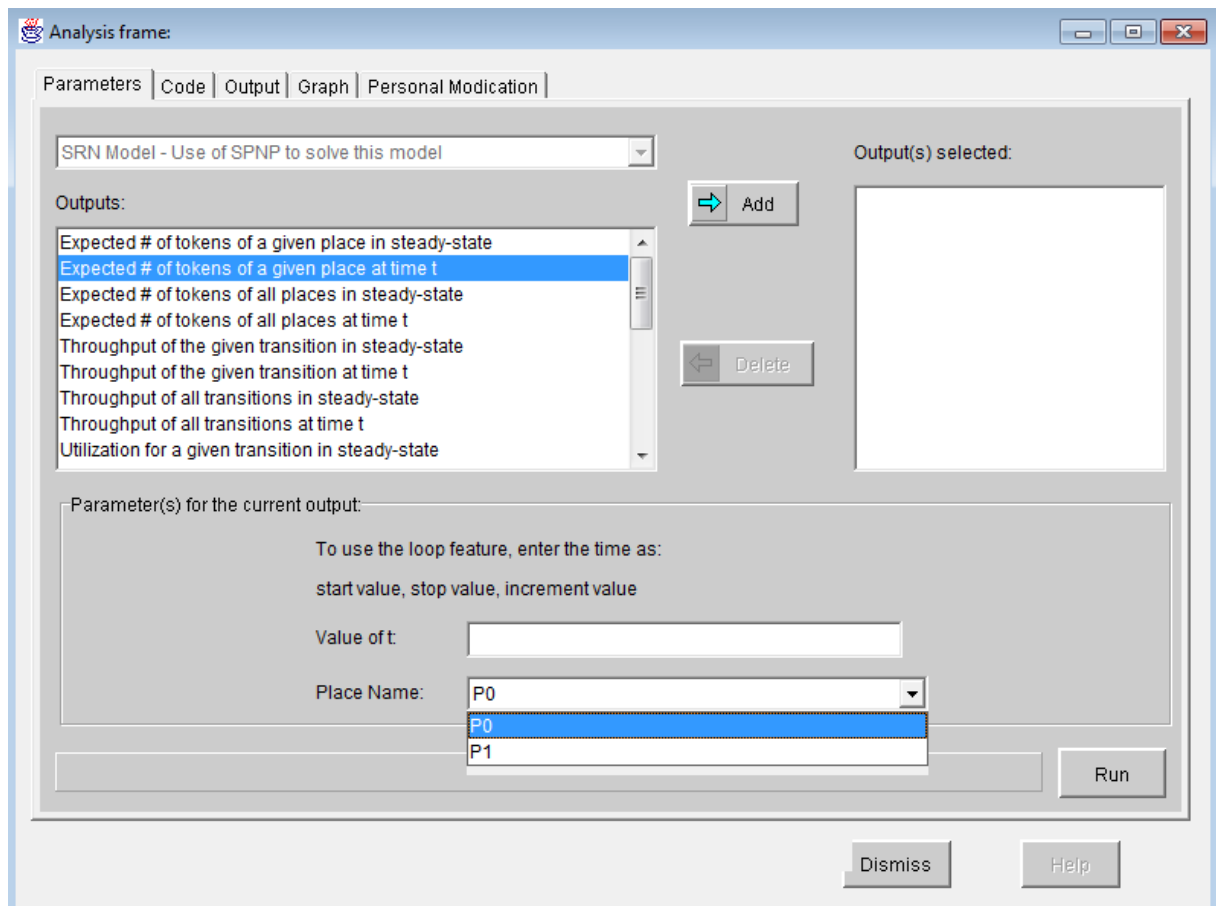 Analysis frame:
Parameters Code Output Graph Personal Modication
SRN Model - Use of SPNP to solve this model
Output(s) selected:
Add
Outputs:
Expected # of tokens of a given place in steady-state
Expected # of tokens of a given place at time t
Expected # of tokens of all places in steady-state
Expected # of tokens of all places at time t
Throughput of the given transition in steady-state
Throughput of the given transition at time t
Throughput of all transitions in steady-state
Throughput of all transitions at time t
Utilization for a given transition in steady-state
Delete
Parameter(s) for the current output:
To use the loop feature, enter the time as:
start value, stop value, increment value
Value of t:
Place Name: P0
P0
P1
Run
Dismiss Help